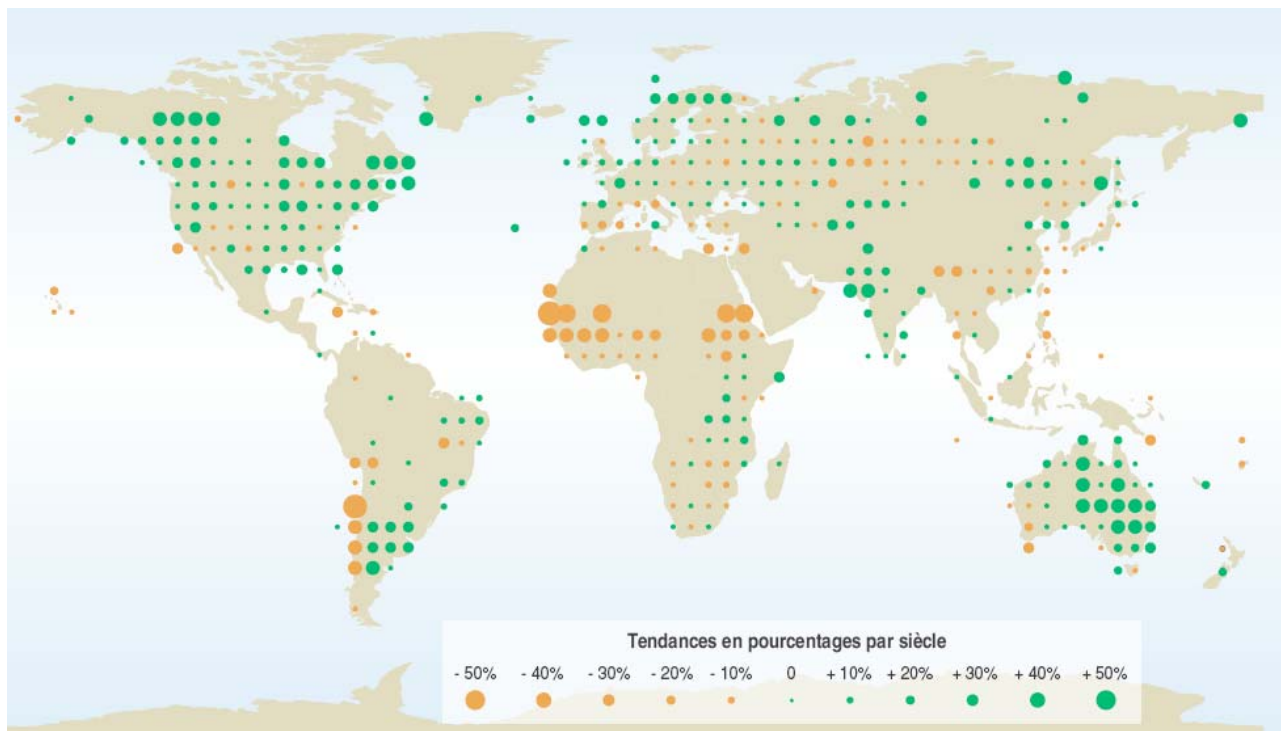 Tendances en pourcentages par siècle
- 50% - 40% - 30% - 20% - 10% 0 + 10% + 20% + 30% + 40% + 50%